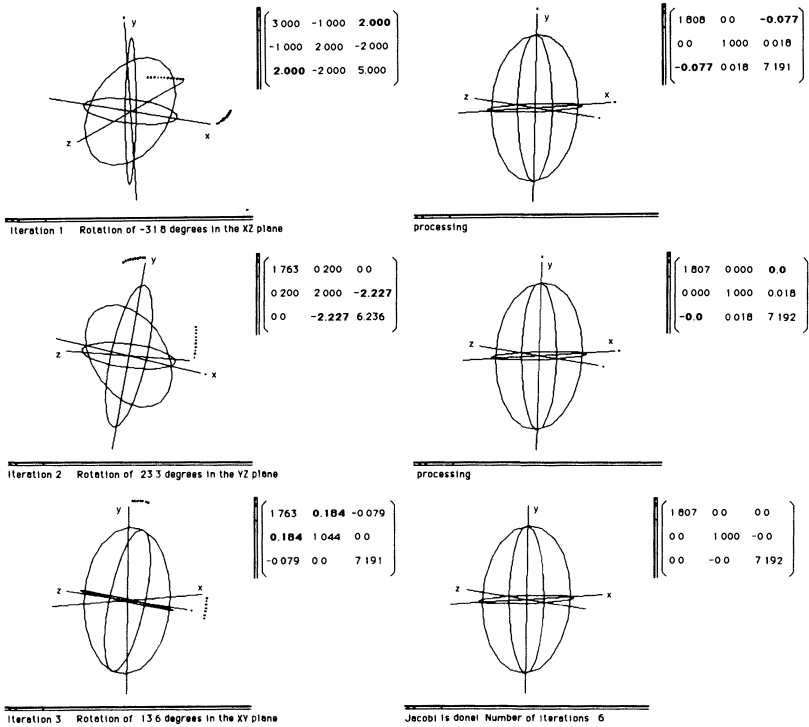 y
3 000 -1 000 2.000
-1 000 2 000 -2 000
2.000 -2 000 5.000
x
z
Iteration 1 Rotation of -31 8 degrees in the XZ plane
y
1 808 0 0 -0.077
0 0 1 000 0 018
-0.077 0 018 7 191
z
x
processing
y
1 763 0 200 0 0
0 200 2 000 -2.227
0 0 -2.227 6 236
z
x
Iteration 2 Rotation of 23 3 degrees in the YZ plane
y
1 807 0 000 0.0
0 000 1 000 0 018
-0.0 0 018 7 192
x
z
processing
y
1 763 0.184 -0 079
0.184 1 044 0 0
-0 079 0 0 7 191
z
x
Iteration 3 Rotation of 13 6 degrees in the XY plane
y
1 807 0 0 0 0
0 0 1 000 -0 0
0 0 -0 0 7 192
z
x
Jacobi is done! Number of iterations 6